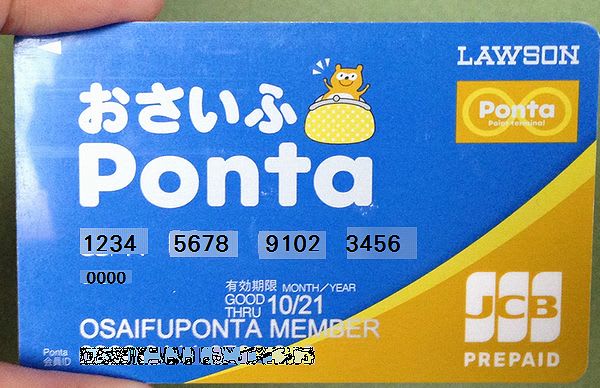 LAWSON
おさいふ
Ponta
Ponta
Point terminal
1234 5678 9102 3456
0000
有効期限 MONTH/YEAR
GOOD THRU 10/21
OSAIFUPONTA MEMBER
Ponta
会員ID
JCB
PREPAID